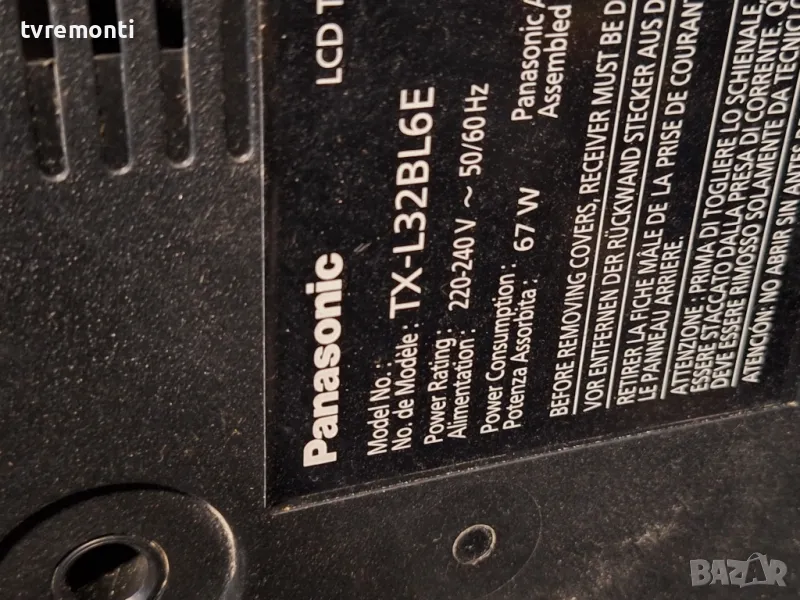 tvremonti
LCD T
Panasonic
Model No. :
No. de Modèle : TX-L32BL6E
Power Rating :
Alimentation : 220-240 V ~ 50/60 Hz
Power Consumption :
Potenza Assorbita : 67 W
Panasonic A
Assembled
BEFORE REMOVING COVERS, RECEIVER MUST BE D
VOR ENTFERNEN DER RÜCKWAND STECKER AUS D
RETIRER LA FICHE MÂLE DE LA PRISE DE COURANT
LE PANNEAU ARRIERE.
ATTENZIONE : PRIMA DI TOGLIERE LO SCHIENALE,
ESSERE STACCATO DALLA PRESA DI CORRENTE. Q
DEVE ESSERE RIMOSSO SOLAMENTE DA TECNICI
ATENCIÓN: NO ABRIR SIN ANTES
BAZAR
bg